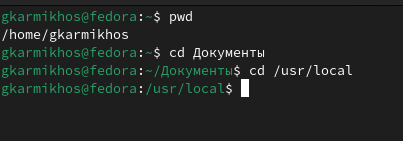 gkarmikhos@fedora:~$ pwd
/home/gkarmikhos
gkarmikhos@fedora:~$ cd Документы
gkarmikhos@fedora:~/Документы$ cd /usr/local
gkarmikhos@fedora:/usr/local$